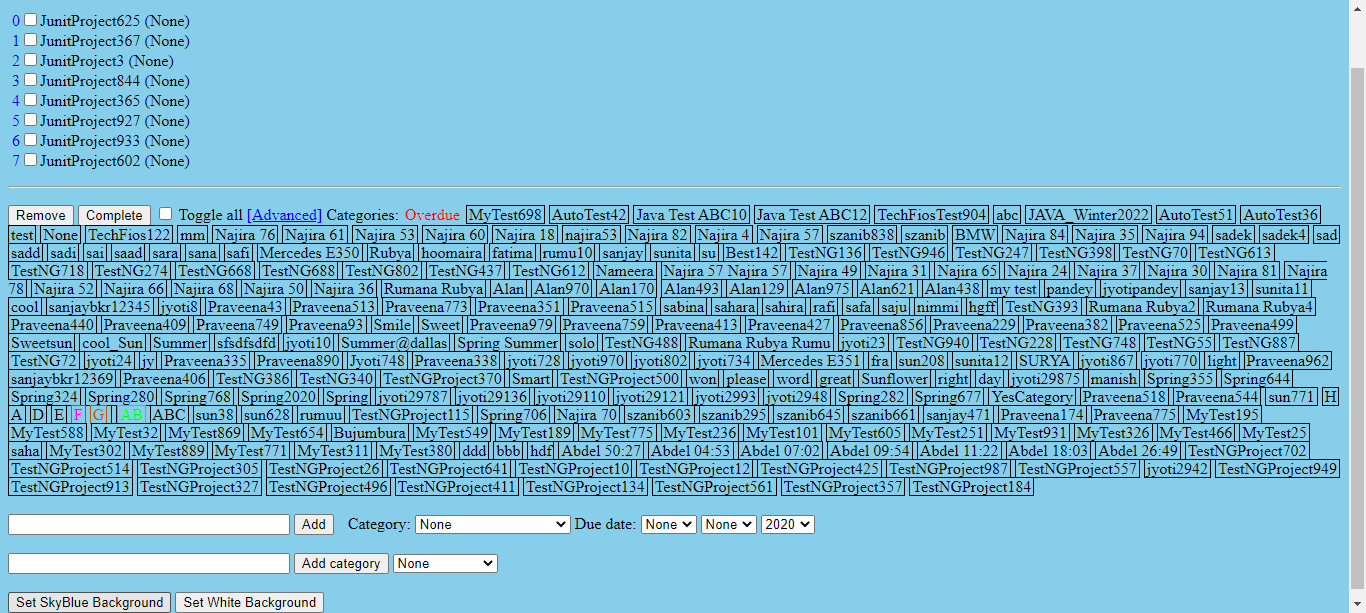 0 JunitProject625 (None)
1 JunitProject367 (None)
2 JunitProject3 (None)
3 JunitProject844 (None)
4 JunitProject365 (None)
5 JunitProject927 (None)
6 JunitProject933 (None)
7 JunitProject602 (None)
Remove Complete Toggle all [Advanced] Categories: Overdue MyTest698 AutoTest42 Java Test ABC10 Java Test ABC12 TechFiosTest904 abc JAVA_Winter2022 AutoTest51 AutoTest36
test None TechFios122 mm Najira 76 Najira 61 Najira 53 Najira 60 Najira 18 najira53 Najira 82 Najira 4 Najira 57 szanib838 szanib BMW Najira 84 Najira 35 Najira 94 sadek sadek4 sad
sadd sadi sai saad sara sana safi Mercedes E350 Rubya hoomaira fatima rumu10 sanjay sunita su Best142 TestNG136 TestNG946 TestNG247 TestNG398 TestNG70 TestNG613
TestNG718 TestNG274 TestNG668 TestNG688 TestNG802 TestNG437 TestNG612 Nameera Najira 57 Najira 57 Najira 49 Najira 31 Najira 65 Najira 24 Najira 37 Najira 30 Najira 81 Najira
78 Najira 52 Najira 66 Najira 68 Najira 50 Najira 36 Rumana Rubya Alan Alan970 Alan170 Alan493 Alan129 Alan975 Alan621 Alan438 my test pandey jyotipandey sanjay13 sunita11
cool sanjaybkr12345 jyoti8 Praveena43 Praveena513 Praveena773 Praveena351 Praveena515 sabina sahara sahira rafi safa saju nimmi hgff TestNG393 Rumana Rubya2 Rumana Rubya4
Praveena440 Praveena409 Praveena749 Praveena93 Smile Sweet Praveena979 Praveena759 Praveena413 Praveena427 Praveena856 Praveena229 Praveena382 Praveena525 Praveena499
Sweetsun cool_Sun Summer sfsdfsdfd jyoti10 Summer@dallas Spring Summer solo TestNG488 Rumana Rubya Rumu jyoti23 TestNG940 TestNG228 TestNG748 TestNG55 TestNG887
TestNG72 jyoti24 jy Praveena335 Praveena890 Jyoti748 Praveena338 jyoti728 jyoti970 jyoti802 jyoti734 Mercedes E351 fra sun208 sunita12 SURYA jyoti867 jyoti770 light Praveena962
sanjaybkr12369 Praveena406 TestNG386 TestNG340 TestNGProject370 Smart TestNGProject500 won please word great Sunflower right day jyoti29875 manish Spring355 Spring644
Spring324 Spring280 Spring768 Spring2020 Spring jyoti29787 jyoti29136 jyoti29110 jyoti29121 jyoti2993 jyoti2948 Spring282 Spring677 YesCategory Praveena518 Praveena544 sun771 H
A D E F G AB ABC sun38 sun628 rumuu TestNGProject115 Spring706 Najira 70 szanib603 szanib295 szanib645 szanib661 sanjay471 Praveena174 Praveena775 MyTest195
MyTest588 MyTest32 MyTest869 MyTest654 Bujumbura MyTest549 MyTest189 MyTest775 MyTest236 MyTest101 MyTest605 MyTest251 MyTest931 MyTest326 MyTest466 MyTest25
saha MyTest302 MyTest889 MyTest771 MyTest311 MyTest380 ddd bbb hdf Abdel 50:27 Abdel 04:53 Abdel 07:02 Abdel 09:54 Abdel 11:22 Abdel 18:03 Abdel 26:49 TestNGProject702
TestNGProject514 TestNGProject305 TestNGProject26 TestNGProject641 TestNGProject10 TestNGProject12 TestNGProject425 TestNGProject987 TestNGProject557 jyoti2942 TestNGProject949
TestNGProject913 TestNGProject327 TestNGProject496 TestNGProject411 TestNGProject134 TestNGProject561 TestNGProject357 TestNGProject184
Add Category: None Due date: None None 2020
Add category None
Set SkyBlue Background Set White Background